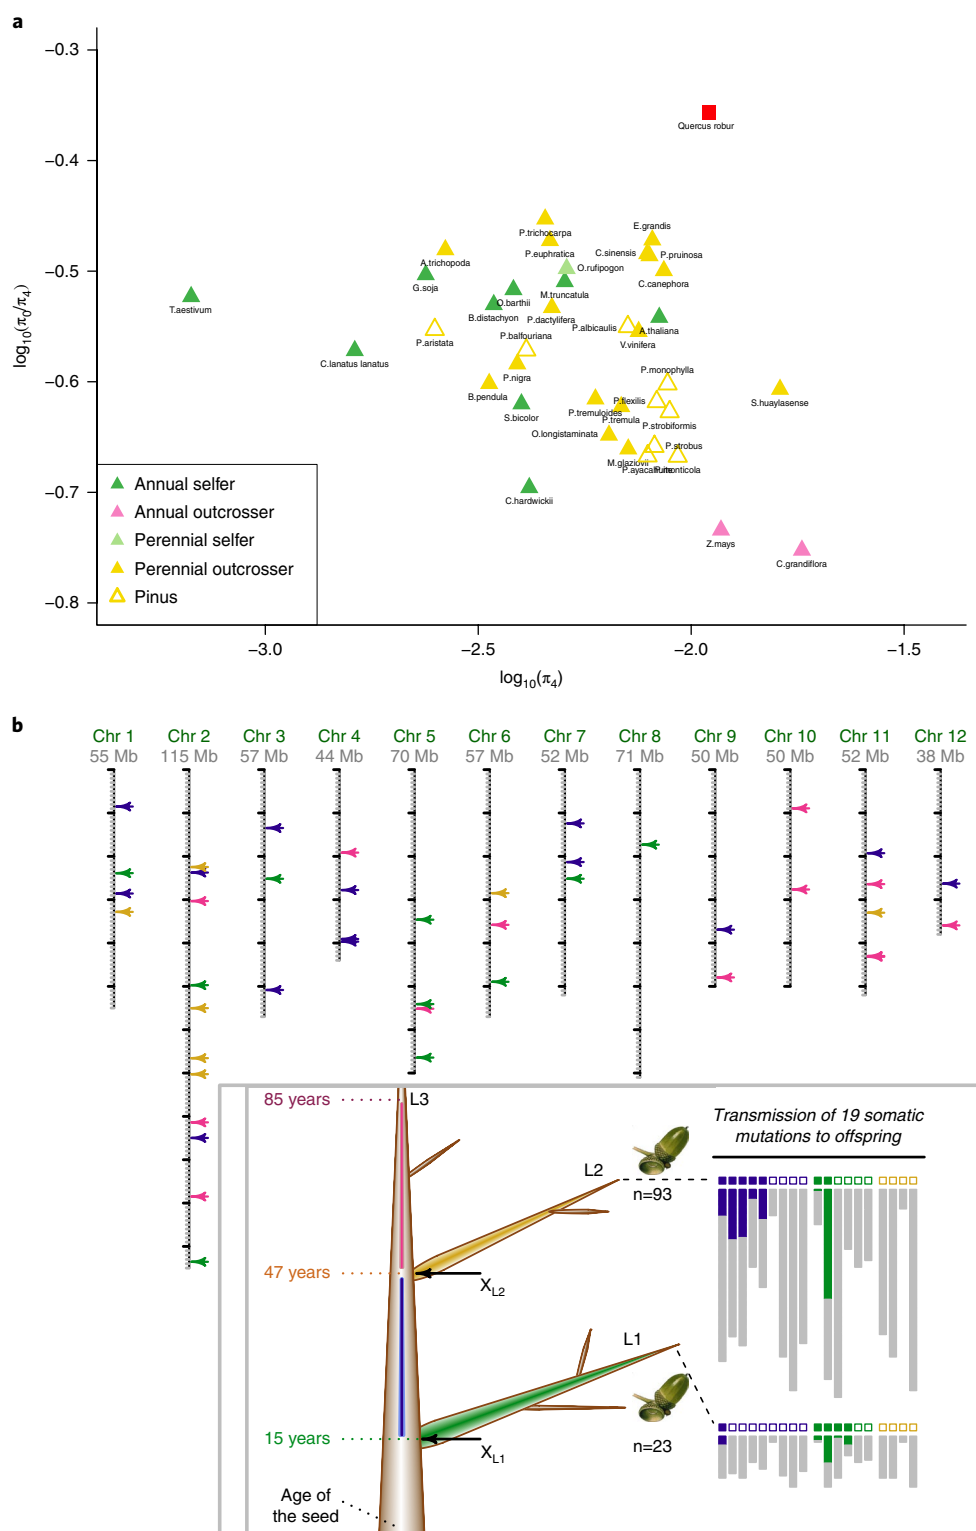 a
−0.3
−0.4
−0.5
−0.6
−0.7
−0.8
log10(π0/π4)
Quercus robur
P.trichocarpa
E.grandis
P.euphratica
C.sinensis
P.pruinosa
A.trichopoda
O.rufipogon
C.canephora
G.soja
M.truncatula
O.barthii
T.aestivum
B.distachyon
P.dactylifera
P.albicaulis
A.thaliana
P.aristata
P.balfouriana
V.vinifera
C.lanatus lanatus
P.nigra
P.monophylla
B.pendula
P.flexilis
S.huaylasense
S.bicolor
P.tremuloides
P.tremula
P.strobiformis
O.longistaminata
P.strobus
M.glaziovii
P.ayacahuite
P.monticola
C.hardwickii
Z.mays
C.grandiflora
Annual selfer
Annual outcrosser
Perennial selfer
Perennial outcrosser
Pinus
−3.0
−2.5
−2.0
−1.5
log10(π4)
b
Chr 1 Chr 2 Chr 3 Chr 4 Chr 5 Chr 6 Chr 7 Chr 8 Chr 9 Chr 10 Chr 11 Chr 12
55 Mb 115 Mb 57 Mb 44 Mb 70 Mb 57 Mb 52 Mb 71 Mb 50 Mb 50 Mb 52 Mb 38 Mb
85 years
L3
Transmission of 19 somatic
mutations to offspring
L2
n=93
47 years
XL2
L1
15 years
XL1
n=23
Age of
the seed